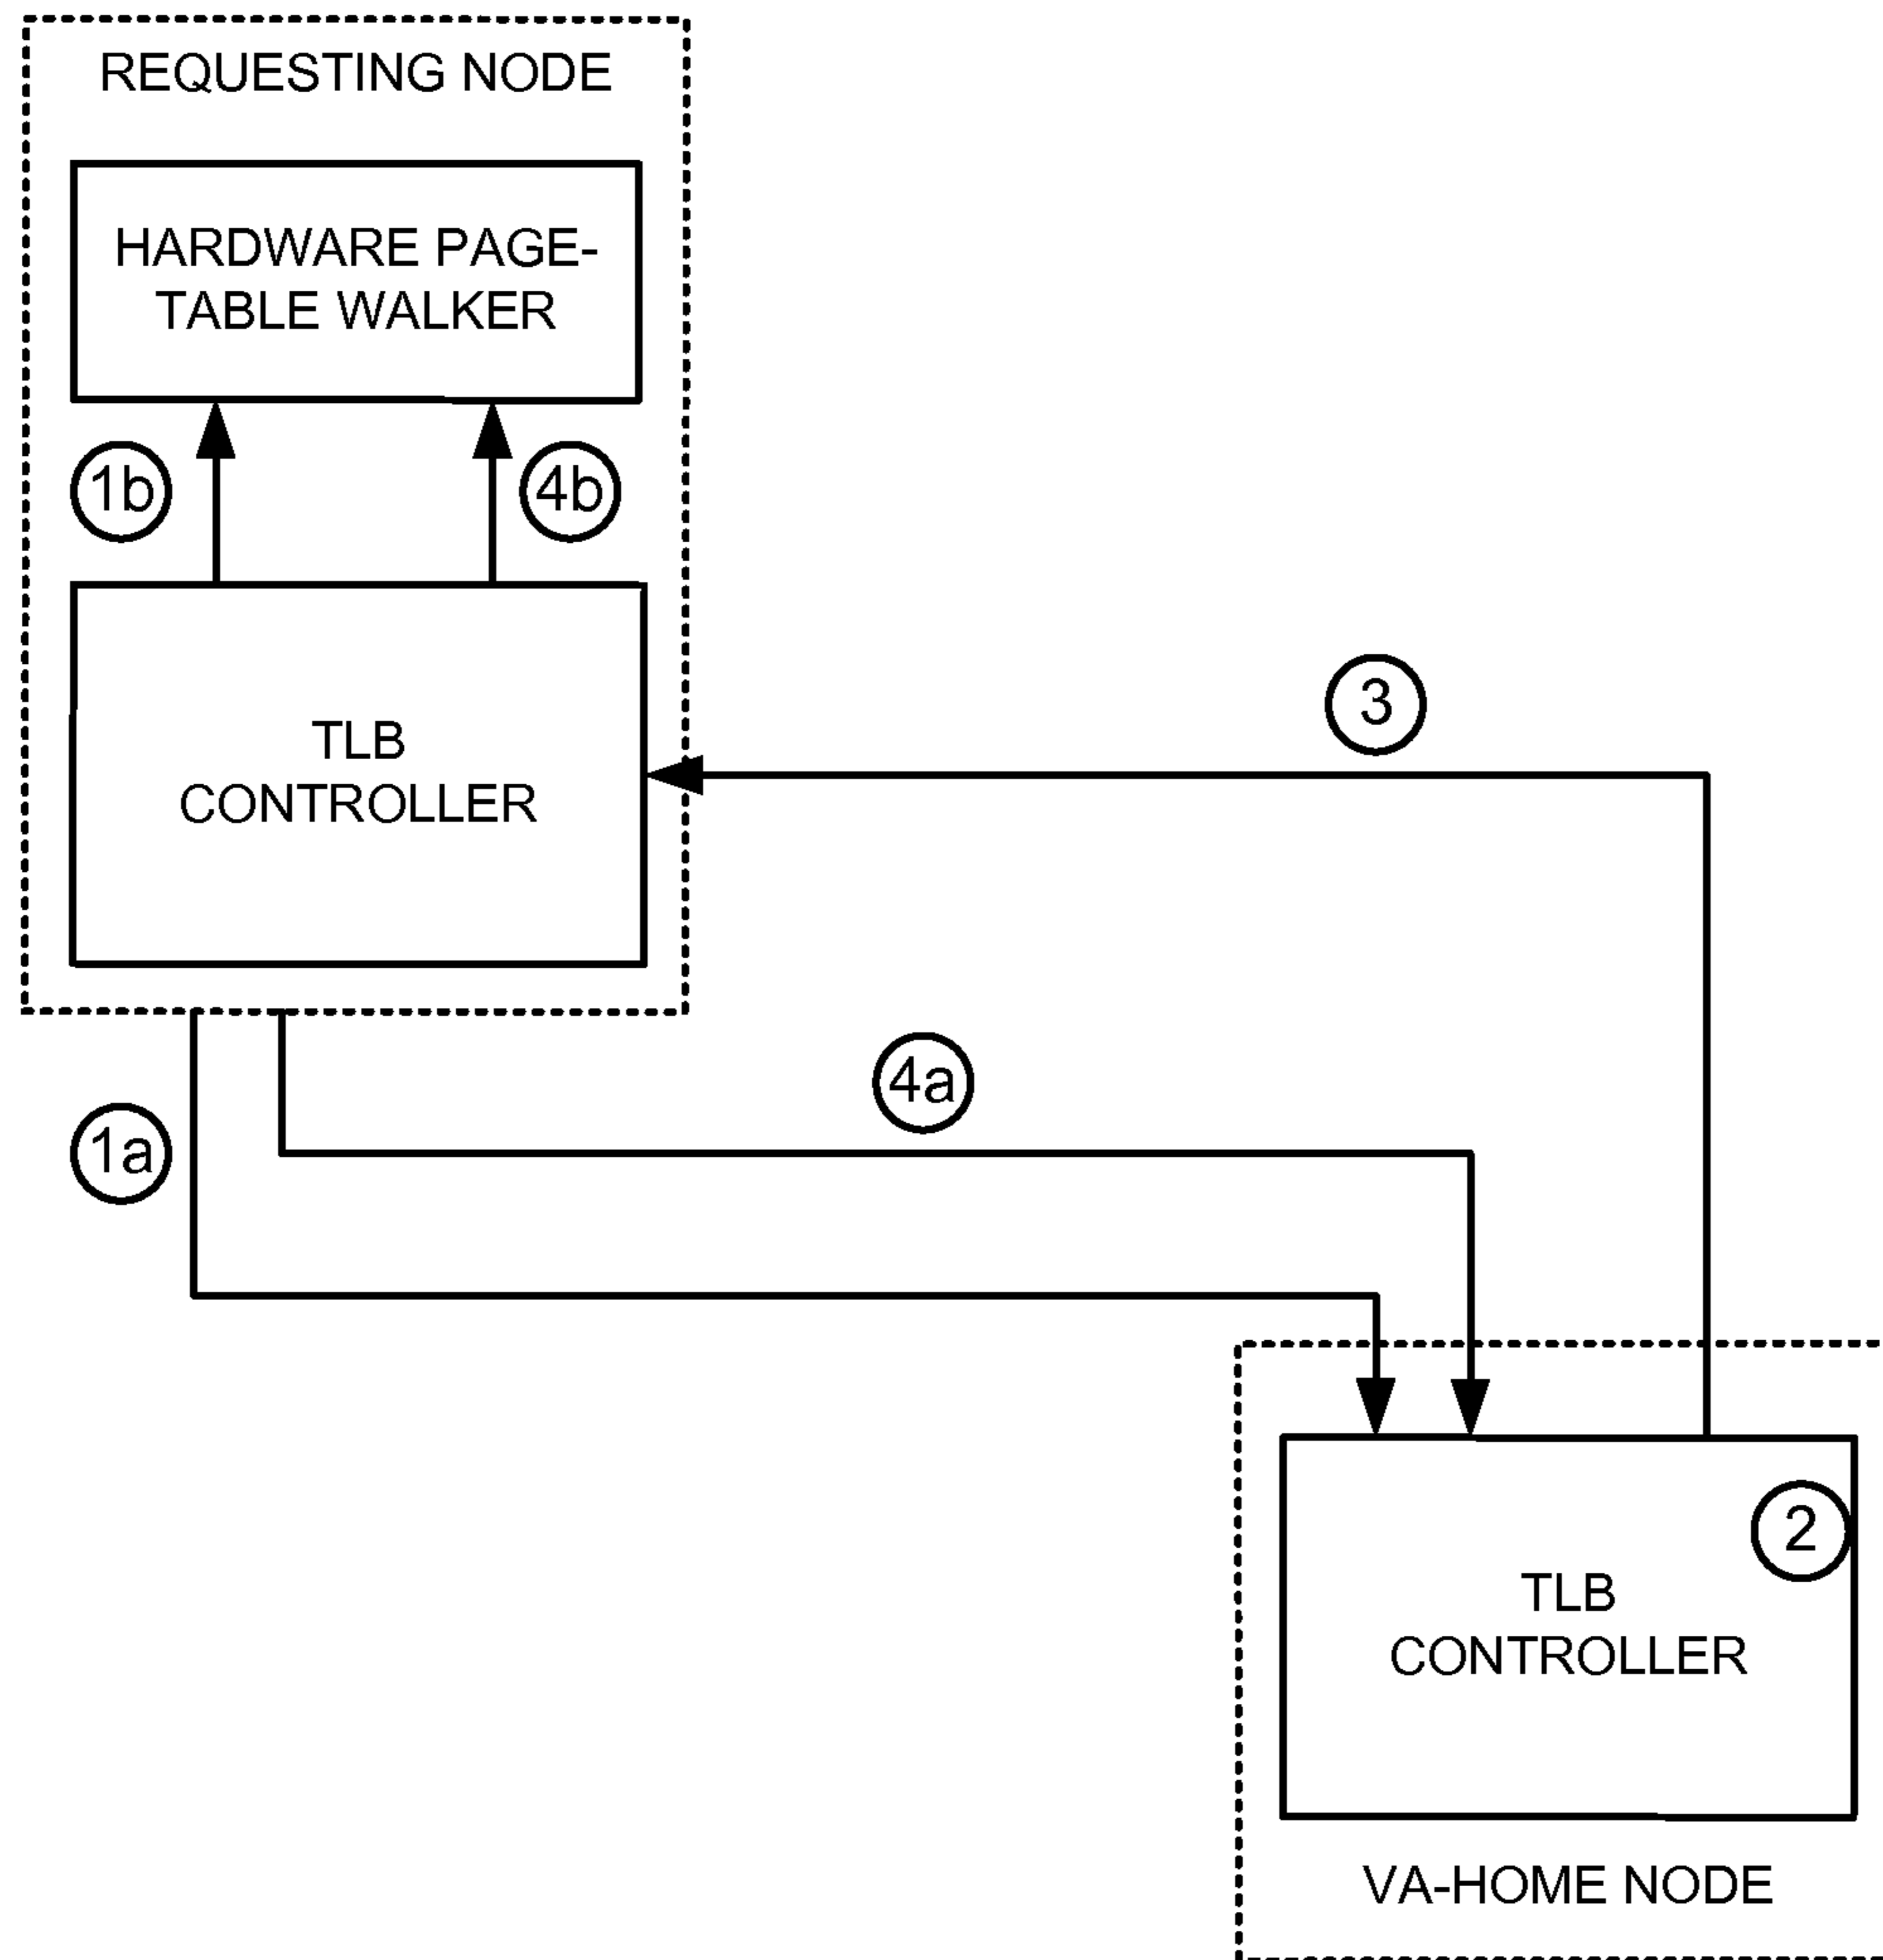 REQUESTING NODE
HARDWARE PAGE-
TABLE WALKER
1b
4b
TLB
CONTROLLER
3
4a
1a
2
TLB
CONTROLLER
VA-HOME NODE